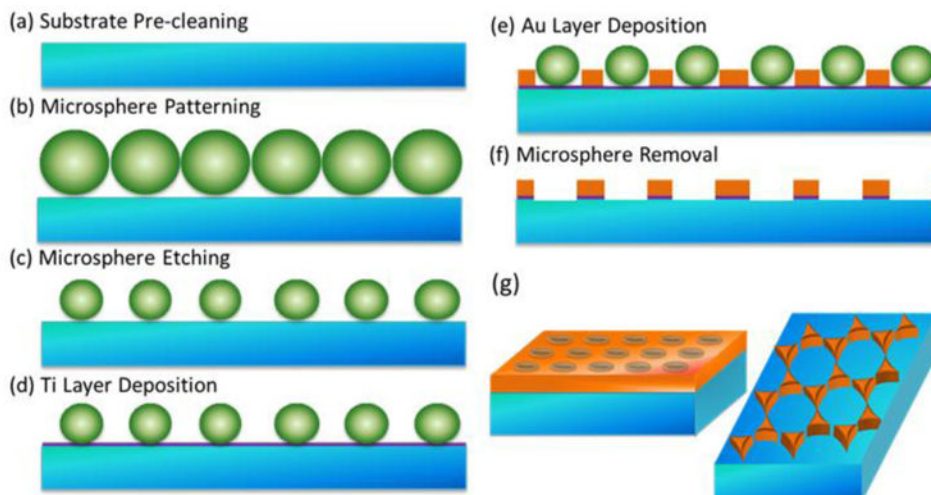 (a) Substrate Pre-cleaning
(b) Microsphere Patterning
(c) Microsphere Etching
(d) Ti Layer Deposition
(e) Au Layer Deposition
(f) Microsphere Removal
(g)